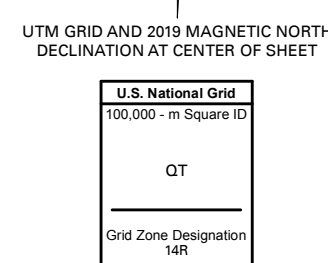 UTM GRID AND 2019 MAGNETIC NORTH
DECLINATION AT CENTER OF SHEET
U.S. National Grid
100,000 - m Square ID
QT
Grid Zone Designation
14R